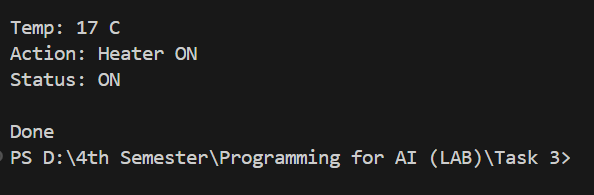 Temp: 17 C
Action: Heater ON
Status: ON
Done
PS D:\4th Semester\Programming for AI (LAB)\Task 3>